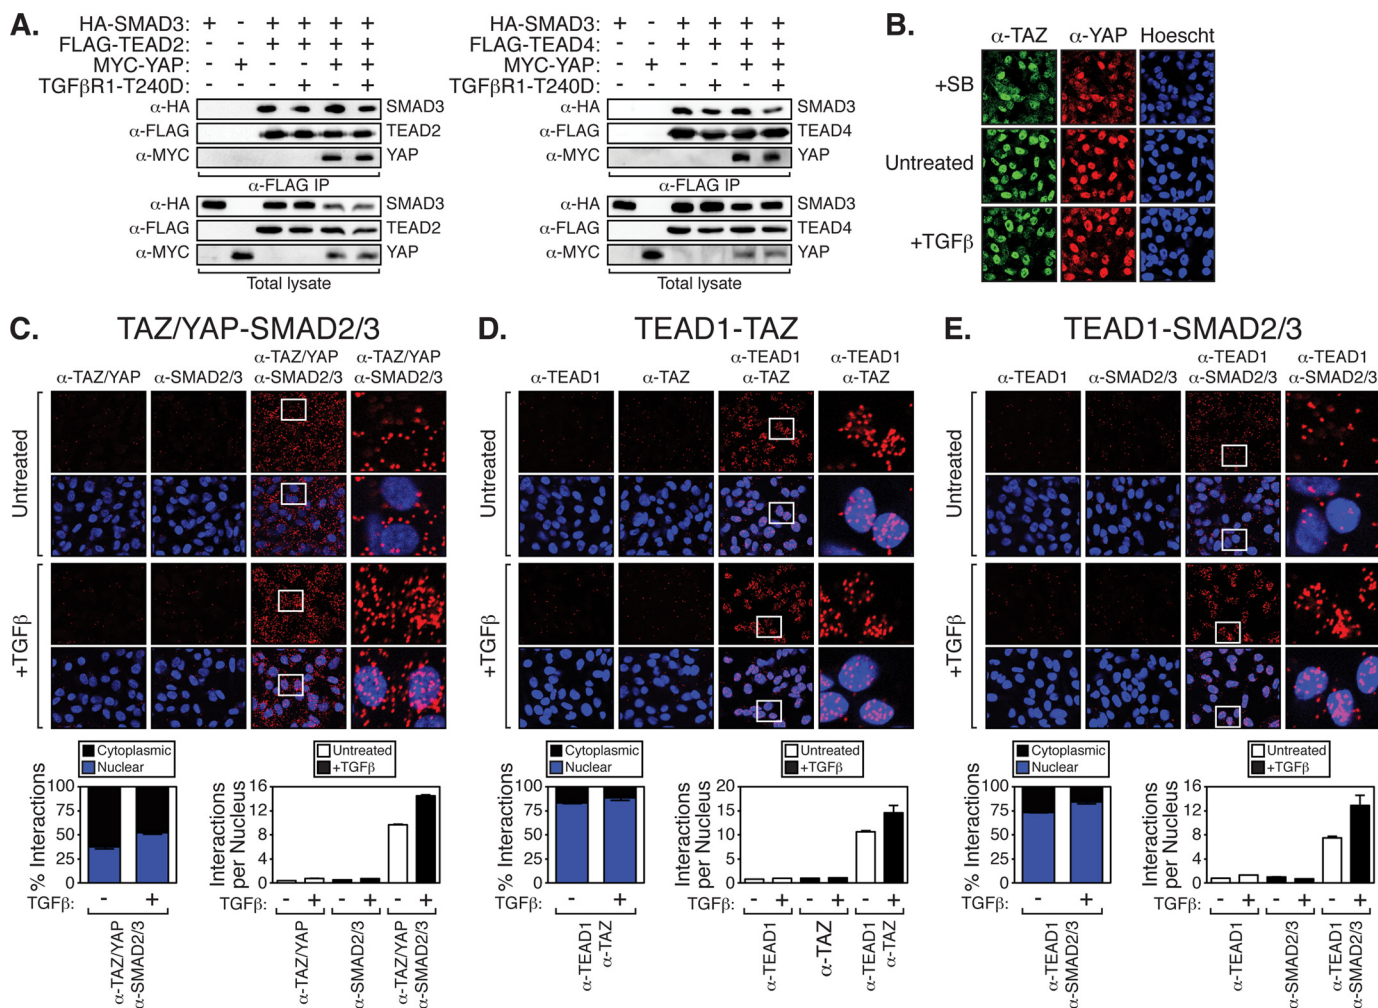 A.
HA-SMAD3: + - + + + +
FLAG-TEAD2: - - + + + +
MYC-YAP: - + - - + +
TGFβR1-T240D: - - - + - +
α-HA SMAD3
α-FLAG TEAD2
α-MYC YAP
α-FLAG IP
α-HA SMAD3
α-FLAG TEAD2
α-MYC YAP
Total lysate
HA-SMAD3: + - + + + +
FLAG-TEAD4: - - + + + +
MYC-YAP: - + - - + +
TGFβR1-T240D: - - - + - +
α-HA SMAD3
α-FLAG TEAD4
α-MYC YAP
α-FLAG IP
α-HA SMAD3
α-FLAG TEAD4
α-MYC YAP
Total lysate
B.
α-TAZ α-YAP Hoescht
+SB
Untreated
+TGFβ
C. TAZ/YAP-SMAD2/3
α-TAZ/YAP α-TAZ/YAP
α-TAZ/YAP α-SMAD2/3 α-SMAD2/3 α-SMAD2/3
Untreated
+TGFβ
Cytoplasmic
Nuclear
% Interactions
100
75
50
25
0
TGFβ: - +
α-TAZ/YAP
α-SMAD2/3
Untreated
+TGFβ
Interactions
per Nucleus
16
12
8
4
0
TGFβ: - + - + - +
α-TAZ/YAP
α-SMAD2/3
α-TAZ/YAP
α-SMAD2/3
D. TEAD1-TAZ
α-TEAD1 α-TEAD1
α-TEAD1 α-TAZ α-TAZ α-TAZ
Untreated
+TGFβ
Cytoplasmic
Nuclear
% Interactions
100
75
50
25
0
TGFβ: - +
α-TEAD1
α-TAZ
Untreated
+TGFβ
Interactions
per Nucleus
20
15
10
5
0
TGFβ: - + - + - +
α-TEAD1
α-TAZ
α-TEAD1
α-TAZ
E. TEAD1-SMAD2/3
α-TEAD1 α-TEAD1
α-TEAD1 α-SMAD2/3 α-SMAD2/3 α-SMAD2/3
Untreated
+TGFβ
Cytoplasmic
Nuclear
% Interactions
100
75
50
25
0
TGFβ: - +
α-TEAD1
α-SMAD2/3
Untreated
+TGFβ
Interactions
per Nucleus
16
12
8
4
0
TGFβ: - + - + - +
α-TEAD1
α-SMAD2/3
α-TEAD1
α-SMAD2/3